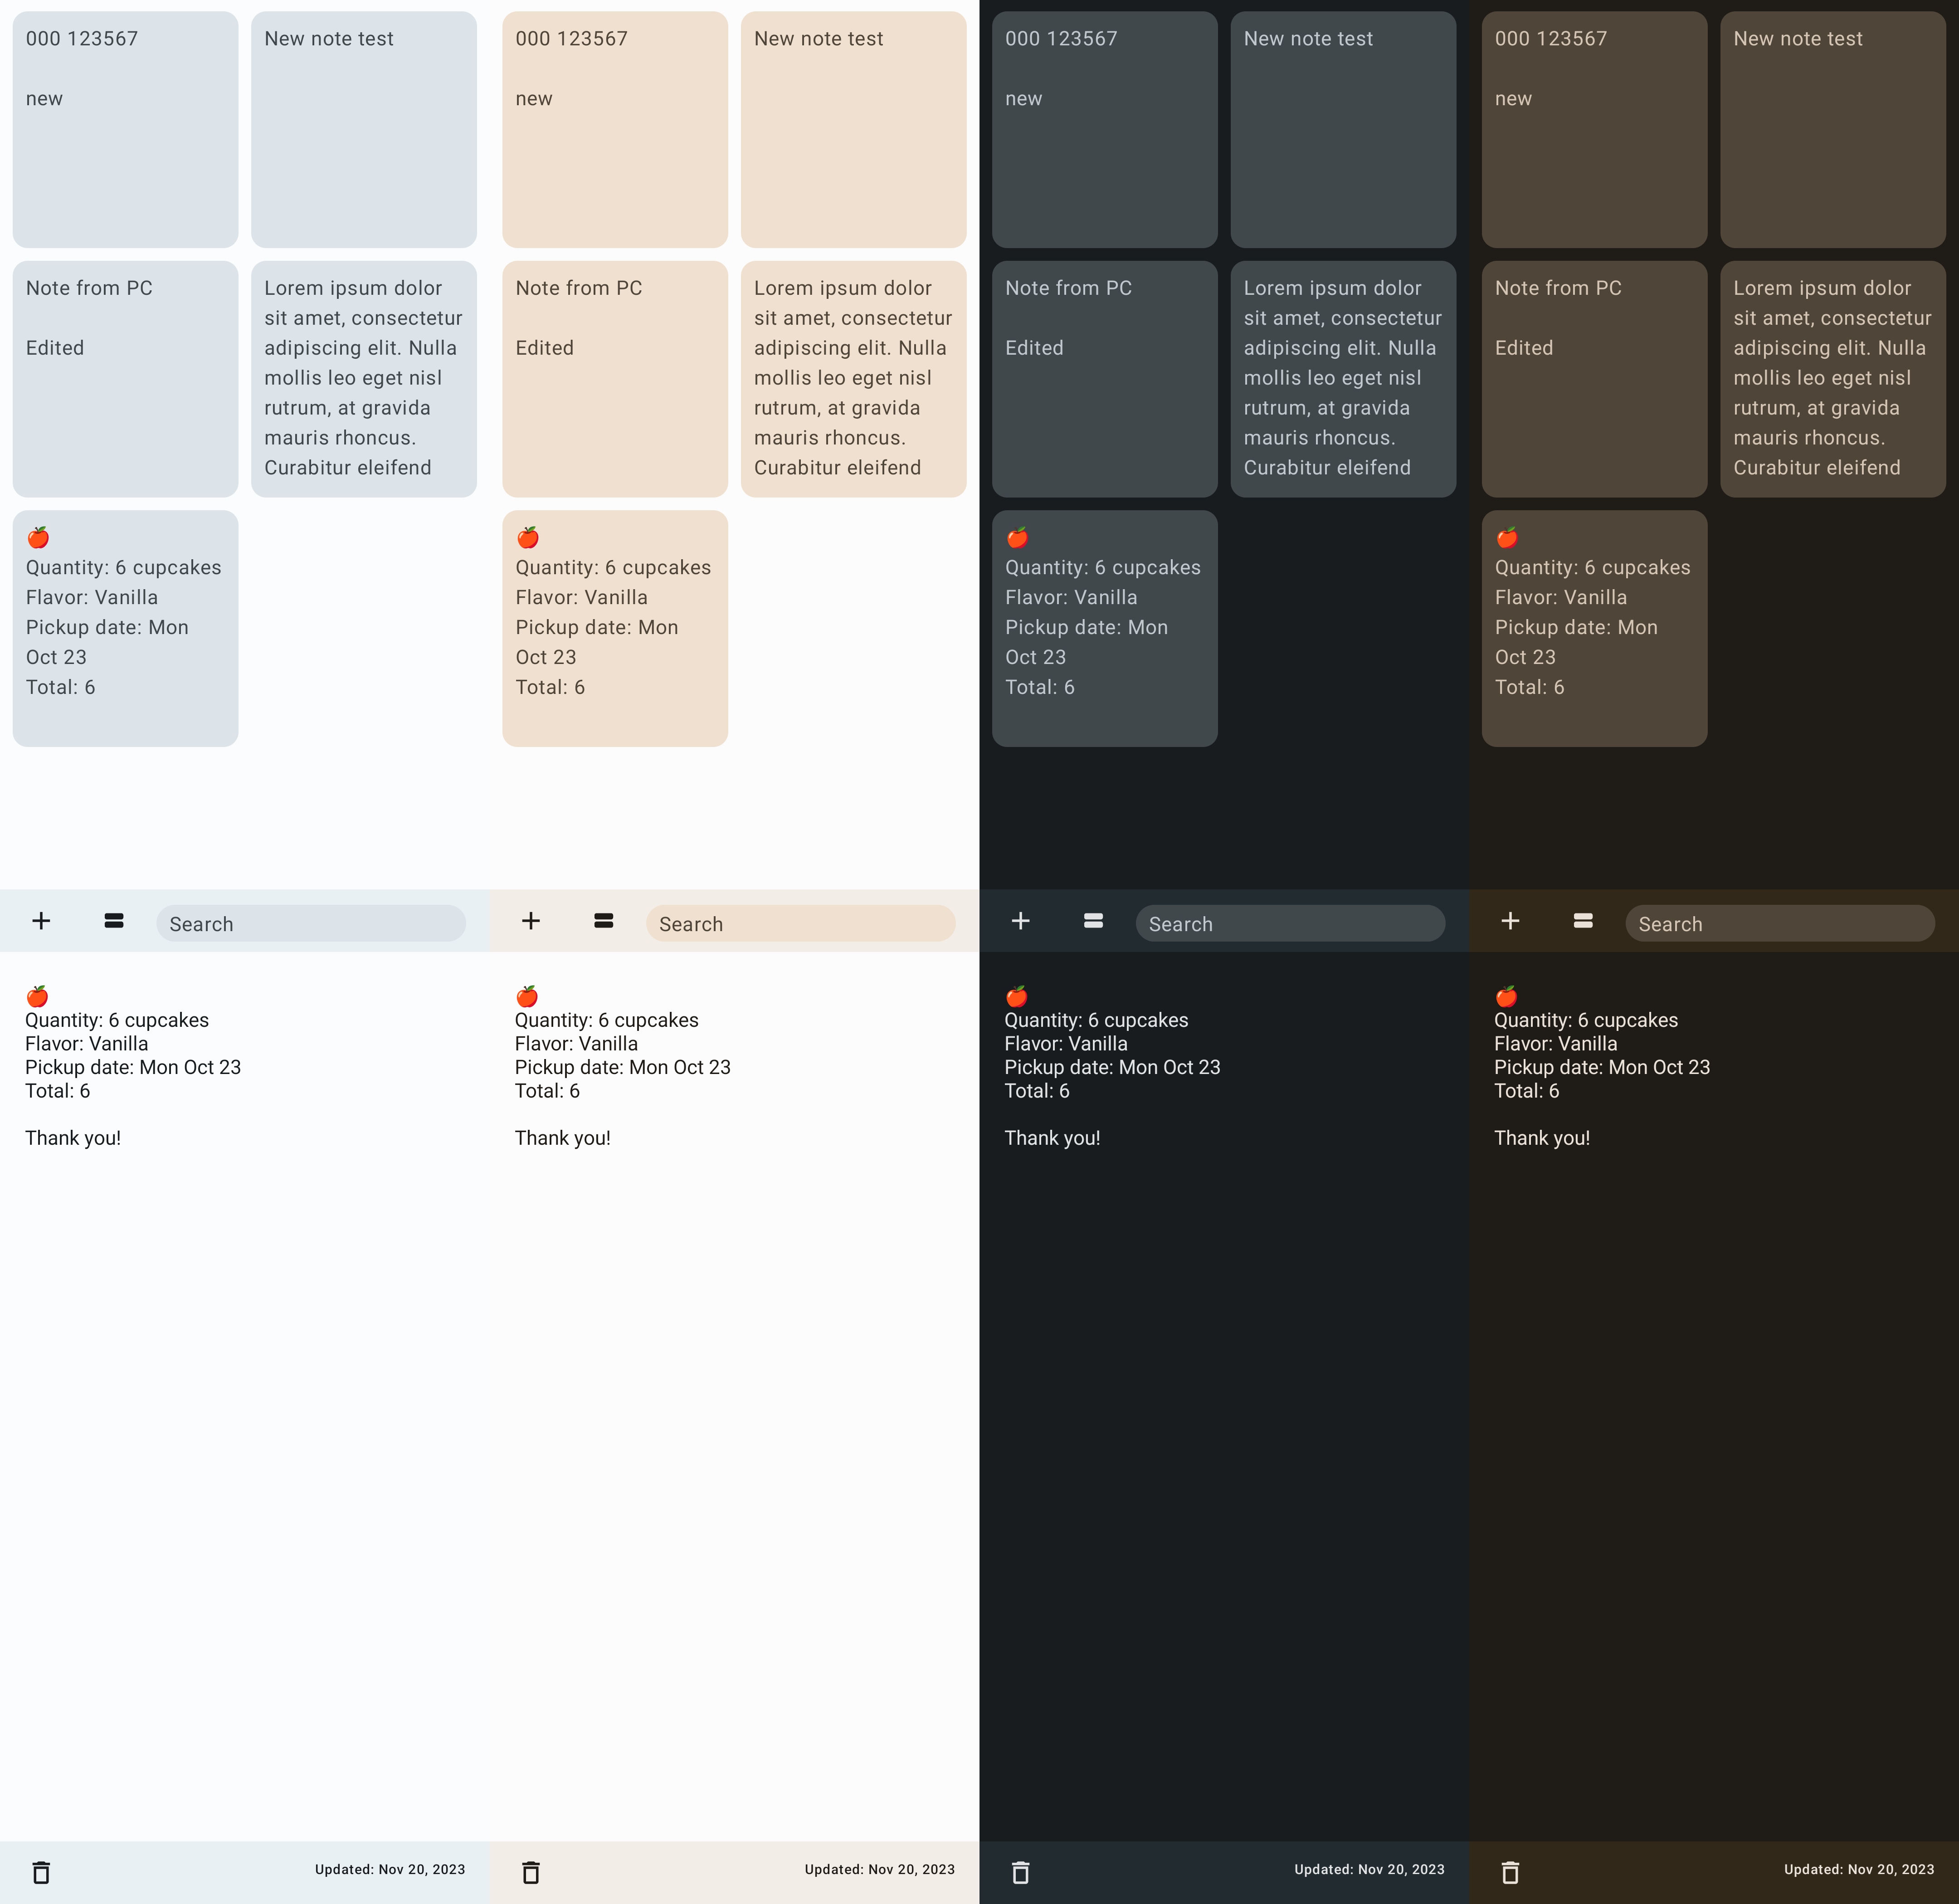 000 123567
new
New note test
Note from PC
Edited
Lorem ipsum dolor
sit amet, consectetur
adipiscing elit. Nulla
mollis leo eget nisl
rutrum, at gravida
mauris rhoncus.
Curabitur eleifend
🍎
Quantity: 6 cupcakes
Flavor: Vanilla
Pickup date: Mon
Oct 23
Total: 6
Search
000 123567
new
New note test
Note from PC
Edited
Lorem ipsum dolor
sit amet, consectetur
adipiscing elit. Nulla
mollis leo eget nisl
rutrum, at gravida
mauris rhoncus.
Curabitur eleifend
🍎
Quantity: 6 cupcakes
Flavor: Vanilla
Pickup date: Mon
Oct 23
Total: 6
Search
000 123567
new
New note test
Note from PC
Edited
Lorem ipsum dolor
sit amet, consectetur
adipiscing elit. Nulla
mollis leo eget nisl
rutrum, at gravida
mauris rhoncus.
Curabitur eleifend
🍎
Quantity: 6 cupcakes
Flavor: Vanilla
Pickup date: Mon
Oct 23
Total: 6
Search
000 123567
new
New note test
Note from PC
Edited
Lorem ipsum dolor
sit amet, consectetur
adipiscing elit. Nulla
mollis leo eget nisl
rutrum, at gravida
mauris rhoncus.
Curabitur eleifend
🍎
Quantity: 6 cupcakes
Flavor: Vanilla
Pickup date: Mon
Oct 23
Total: 6
Search
🍎
Quantity: 6 cupcakes
Flavor: Vanilla
Pickup date: Mon Oct 23
Total: 6
Thank you!
Updated: Nov 20, 2023
🍎
Quantity: 6 cupcakes
Flavor: Vanilla
Pickup date: Mon Oct 23
Total: 6
Thank you!
Updated: Nov 20, 2023
🍎
Quantity: 6 cupcakes
Flavor: Vanilla
Pickup date: Mon Oct 23
Total: 6
Thank you!
Updated: Nov 20, 2023
🍎
Quantity: 6 cupcakes
Flavor: Vanilla
Pickup date: Mon Oct 23
Total: 6
Thank you!
Updated: Nov 20, 2023